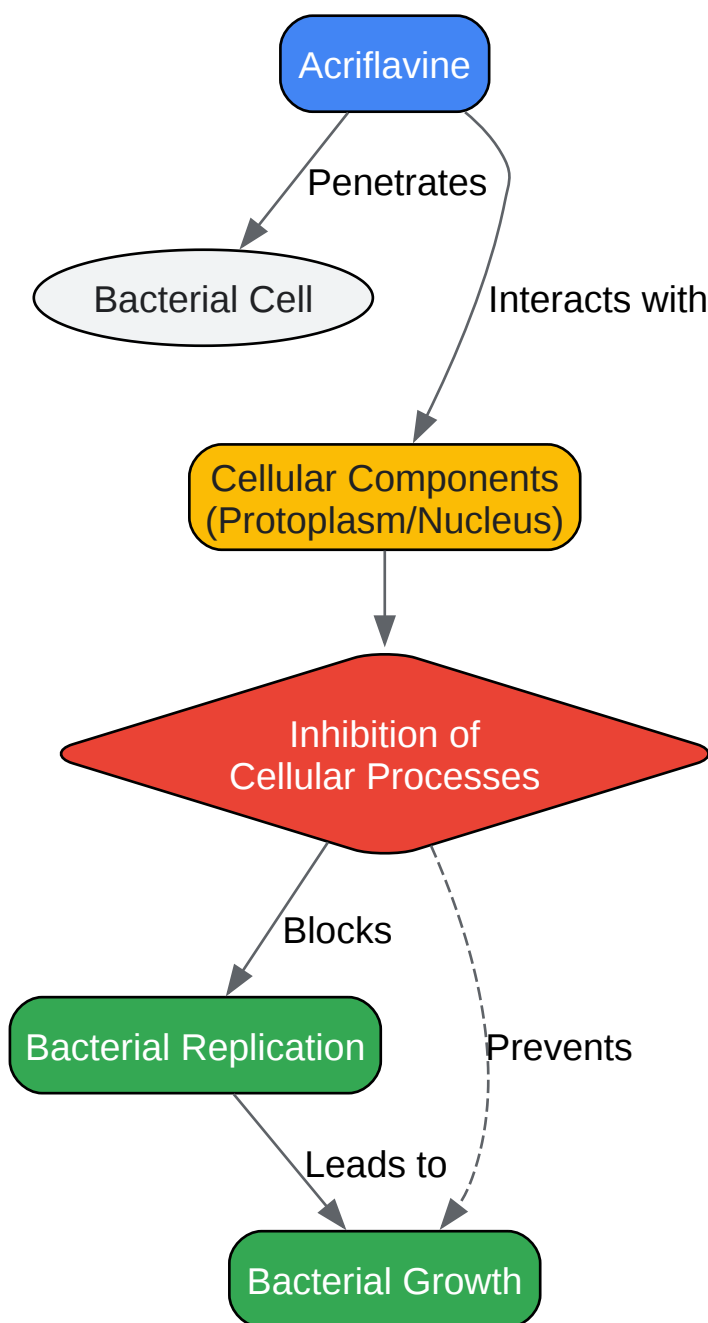 Acriflavine
Penetrates
Bacterial Cell
Interacts with
Cellular Components
(Protoplasm/Nucleus)
Inhibition of
Cellular Processes
Blocks
Bacterial Replication
Prevents
Leads to
Bacterial Growth